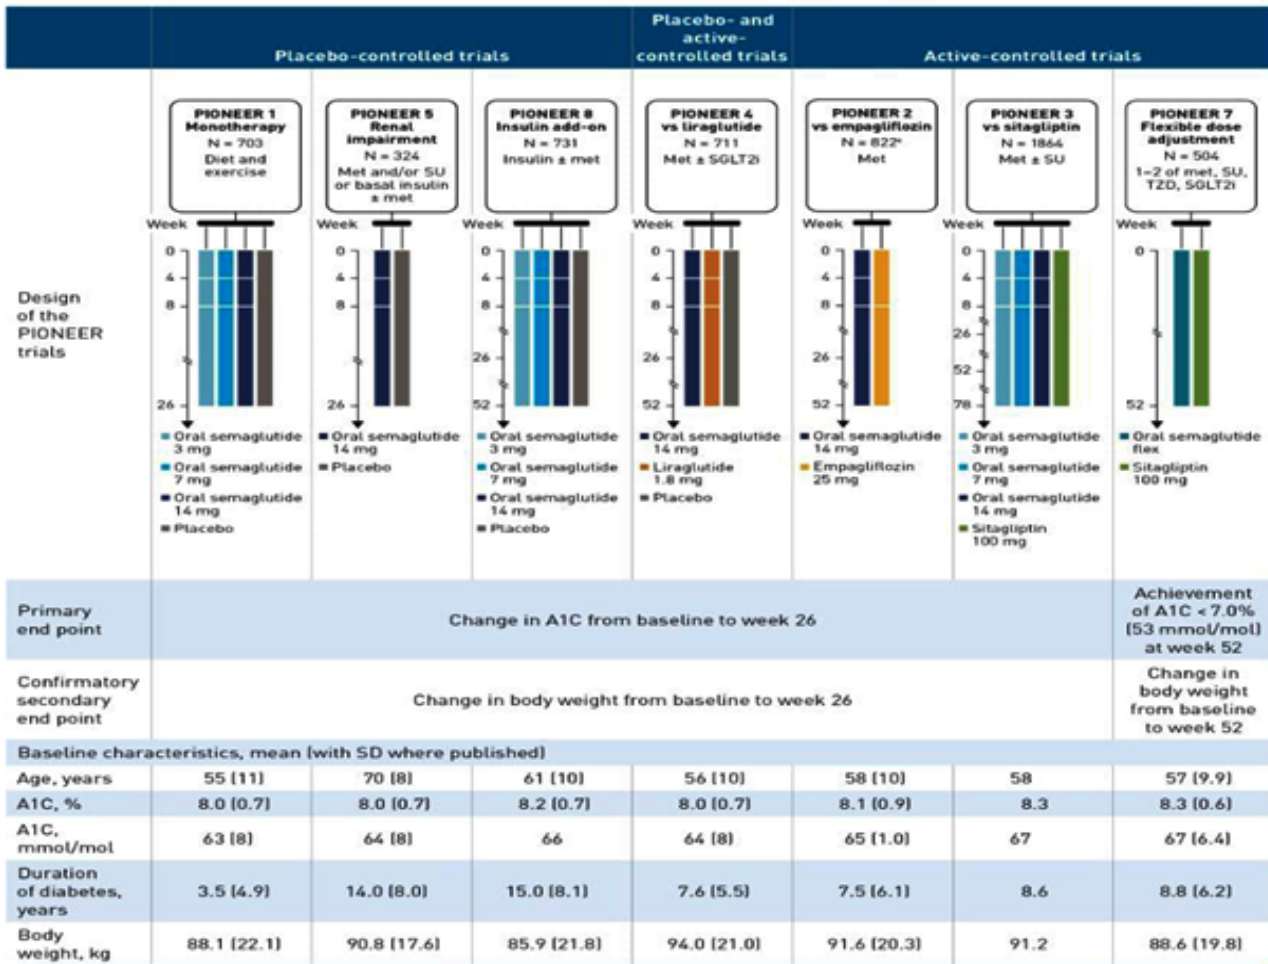 Placebo-controlled trials
Placebo- and
active-
controlled trials
Active-controlled trials
Design
of the
PIONEER
trials
PIONEER 1
Monotherapy
N = 703
Diet and
exercise
Week
0
4
8
26
Oral semaglutide
3 mg
Oral semaglutide
7 mg
Oral semaglutide
14 mg
Placebo
PIONEER 5
Renal
impairment
N = 324
Met and/or SU
or basal insulin
± met
Week
0
4
8
26
Oral semaglutide
14 mg
Placebo
PIONEER 8
Insulin add-on
N = 731
Insulin ± met
Week
0
4
8
26
52
Oral semaglutide
3 mg
Oral semaglutide
7 mg
Oral semaglutide
14 mg
Placebo
PIONEER 4
vs liraglutide
N = 711
Met ± SGLT2i
Week
0
4
8
26
52
Oral semaglutide
14 mg
Liraglutide
1.8 mg
Placebo
PIONEER 2
vs empagliflozin
N = 822*
Met
Week
0
4
8
26
52
Oral semaglutide
14 mg
Empagliflozin
25 mg
PIONEER 3
vs sitagliptin
N = 1864
Met ± SU
Week
0
4
8
26
52
78
Oral semaglutide
3 mg
Oral semaglutide
7 mg
Oral semaglutide
14 mg
Sitagliptin
100 mg
PIONEER 7
Flexible dose
adjustment
N = 504
1–2 of met, SU,
TZD, SGLT2i
Week
0
52
Oral semaglutide
flex
Sitagliptin
100 mg
Primary
end point
Change in A1C from baseline to week 26
Achievement
of A1C <7.0%
(53 mmol/mol)
at week 52
Confirmatory
secondary
end point
Change in body weight from baseline to week 26
Change in
body weight
from baseline
to week 52
Baseline characteristics, mean (with SD where published)
Age, years 55 (11) 70 (8) 61 (10) 56 (10) 58 (10) 58 57 (9.9)
A1C, % 8.0 (0.7) 8.0 (0.7) 8.2 (0.7) 8.0 (0.7) 8.1 (0.9) 8.3 8.3 (0.6)
A1C,
mmol/mol 63 (8) 64 (8) 66 64 (8) 65 (1.0) 67 67 (6.4)
Duration
of diabetes, 3.5 (4.9) 14.0 (8.0) 15.0 (8.1) 7.6 (5.5) 7.5 (6.1) 8.6 8.8 (6.2)
years
Body
weight, kg 88.1 (22.1) 90.8 (17.6) 85.9 (21.8) 94.0 (21.0) 91.6 (20.3) 91.2 88.6 (19.8)